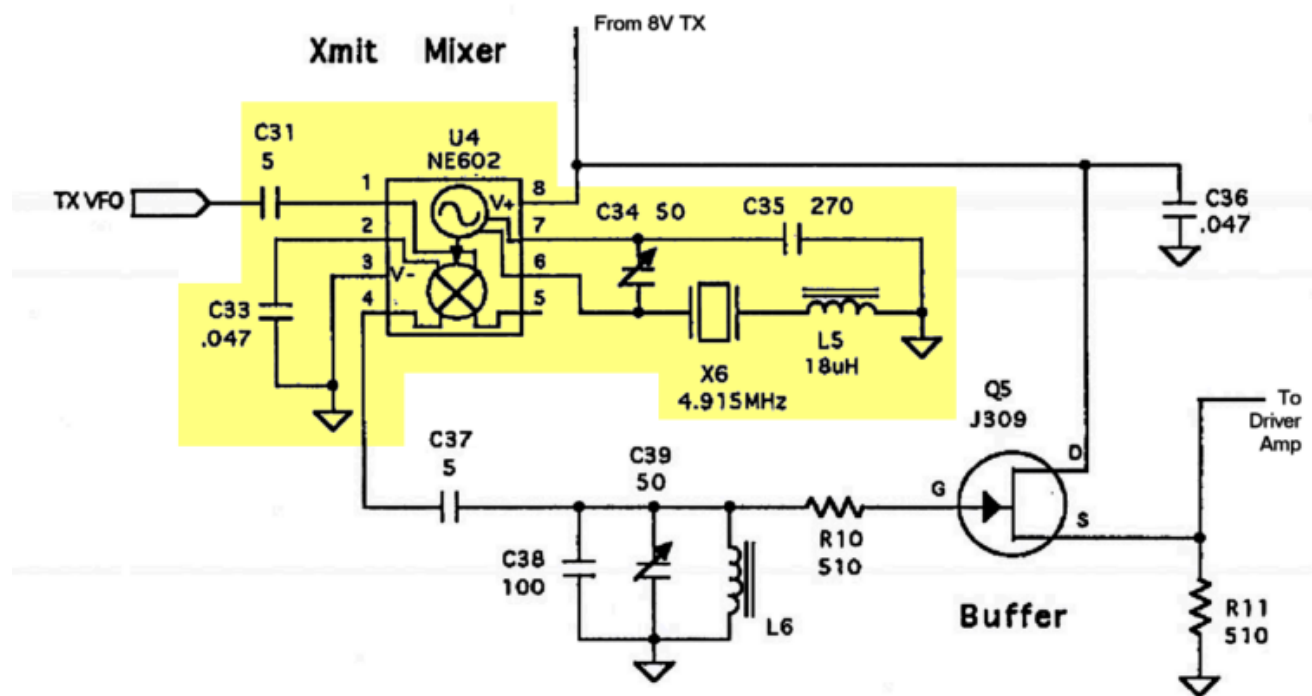 From 8V TX
Xmit Mixer
C31
5
U4
NE602
TX VFO
1
2
3
4
V+
V-
8
7
6
5
C34 50
C35 270
C36
.047
C33
.047
L5
18uH
X6
4.915MHz
Q5
J309
To
Driver
Amp
C37
5
C39
50
D
G
S
C38
100
R10
510
L6
Buffer
R11
510